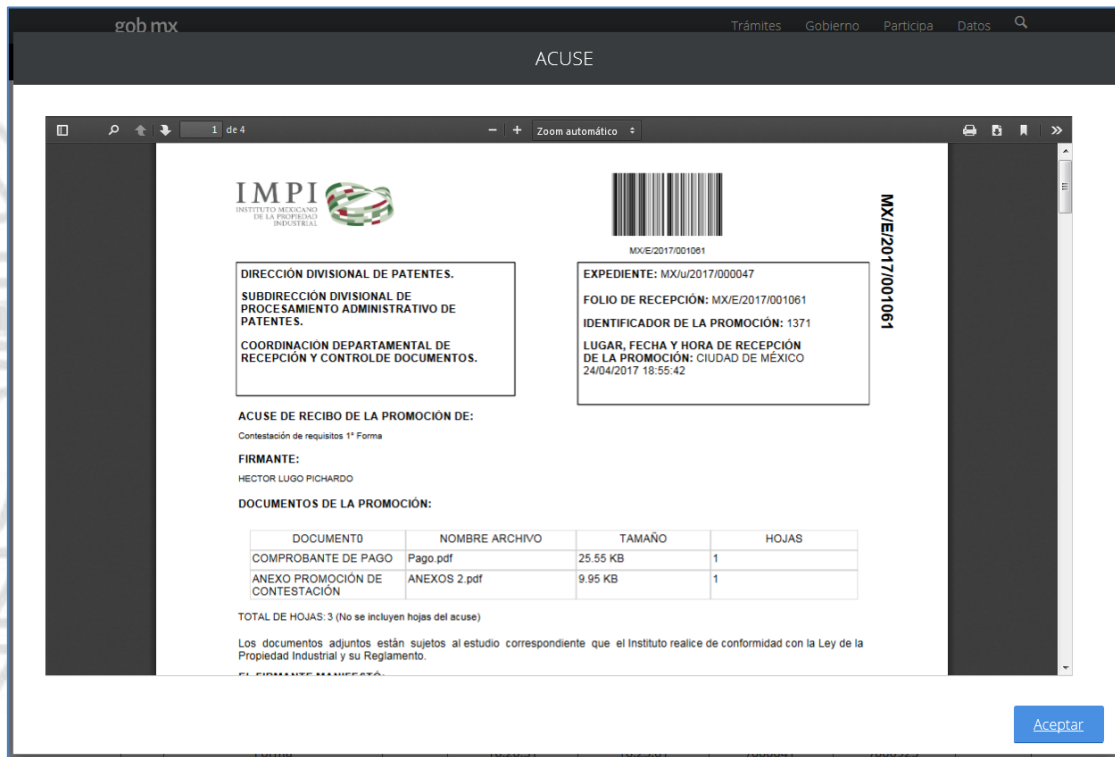 gob mx
Trámites Gobierno Participa Datos
ACUSE
1 de 4
Zoom automático
IMPI
INSTITUTO MEXICANO
DE LA PROPIEDAD
INDUSTRIAL
MX/E/2017/001061
MX/E/2017/001061
DIRECCIÓN DIVISIONAL DE PATENTES.
SUBDIRECCIÓN DIVISIONAL DE
PROCESAMIENTO ADMINISTRATIVO DE
PATENTES.
COORDINACIÓN DEPARTAMENTAL DE
RECEPCIÓN Y CONTROLDE DOCUMENTOS.
EXPEDIENTE: MX/u/2017/000047
FOLIO DE RECEPCIÓN: MX/E/2017/001061
IDENTIFICADOR DE LA PROMOCIÓN: 1371
LUGAR, FECHA Y HORA DE RECEPCIÓN
DE LA PROMOCIÓN: CIUDAD DE MÉXICO
24/04/2017 18:55:42
ACUSE DE RECIBO DE LA PROMOCIÓN DE:
Contestación de requisitos 1° Forma
FIRMANTE:
HECTOR LUGO PICHARDO
DOCUMENTOS DE LA PROMOCIÓN:
DOCUMENT0 NOMBRE ARCHIVO TAMAÑO HOJAS
COMPROBANTE DE PAGO Pago.pdf 25.55 KB 1
ANEXO PROMOCIÓN DE ANEXOS 2.pdf 9.95 KB 1
CONTESTACIÓN
TOTAL DE HOJAS: 3 (No se incluyen hojas del acuse)
Los documentos adjuntos están sujetos al estudio correspondiente que el Instituto realice de conformidad con la Ley de la
Propiedad Industrial y su Reglamento.
EL FIRMANTE MANIFESTÓ:
Aceptar